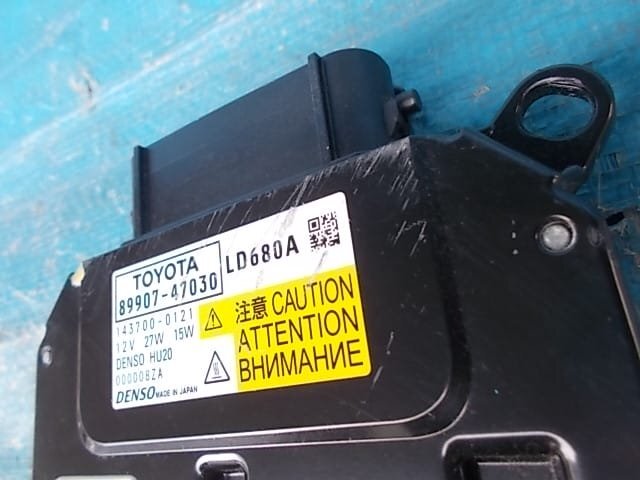 TOYOTA
89907-47030
LD680A
143700-0121
12V 27W 15W
DENSO HU20
000008ZA
DENSO MADE IN JAPAN
注意 CAUTION
ATTENTION
ВНИМАНИЕ